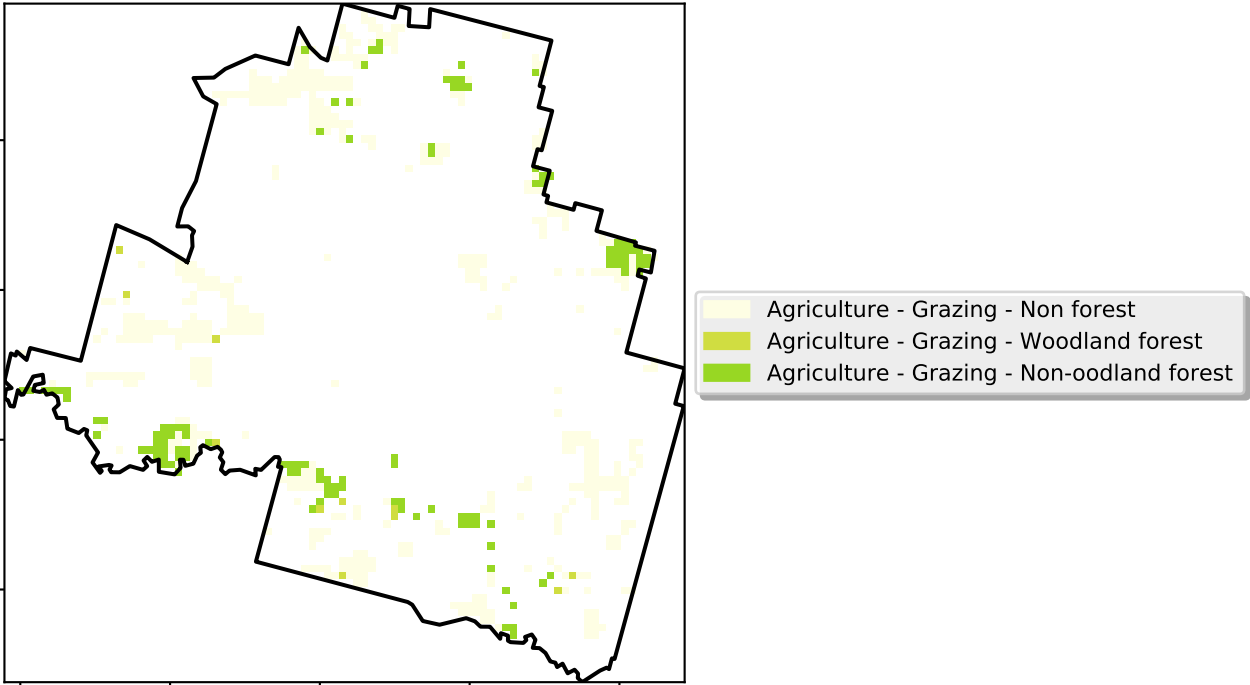 Agriculture - Grazing - Non forest
Agriculture - Grazing - Woodland forest
Agriculture - Grazing - Non-oodland forest